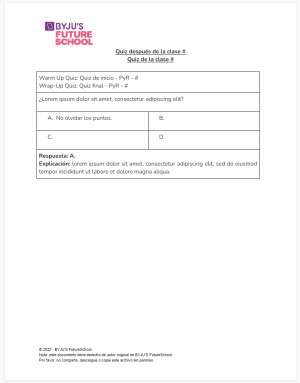 BYJU'S
FUTURE
SCHOOL
Quiz después de la clase #
Quiz de la clase #
Warm Up Quiz: Quiz de inicio - PyR - #
Wrap-Up Quiz: Quiz final - PyR - #
¿Lorem ipsum dolor sit amet, consectetur adipiscing elit?
A. No olvidar los puntos.
B.
C.
D.
Respuesta: A.
Explicación: lorem ipsum dolor sit amet, consectetur adipiscing elit, sed do eiusmod
tempor incididunt ut labore et dolore magna aliqua.
© 2022 - BYJU'S FutureSchool
Nota: este documento tiene derecho de autor original de BYJU'S FutureSchool
Por favor, no comparta, descargue o copie este archivo sin permiso.